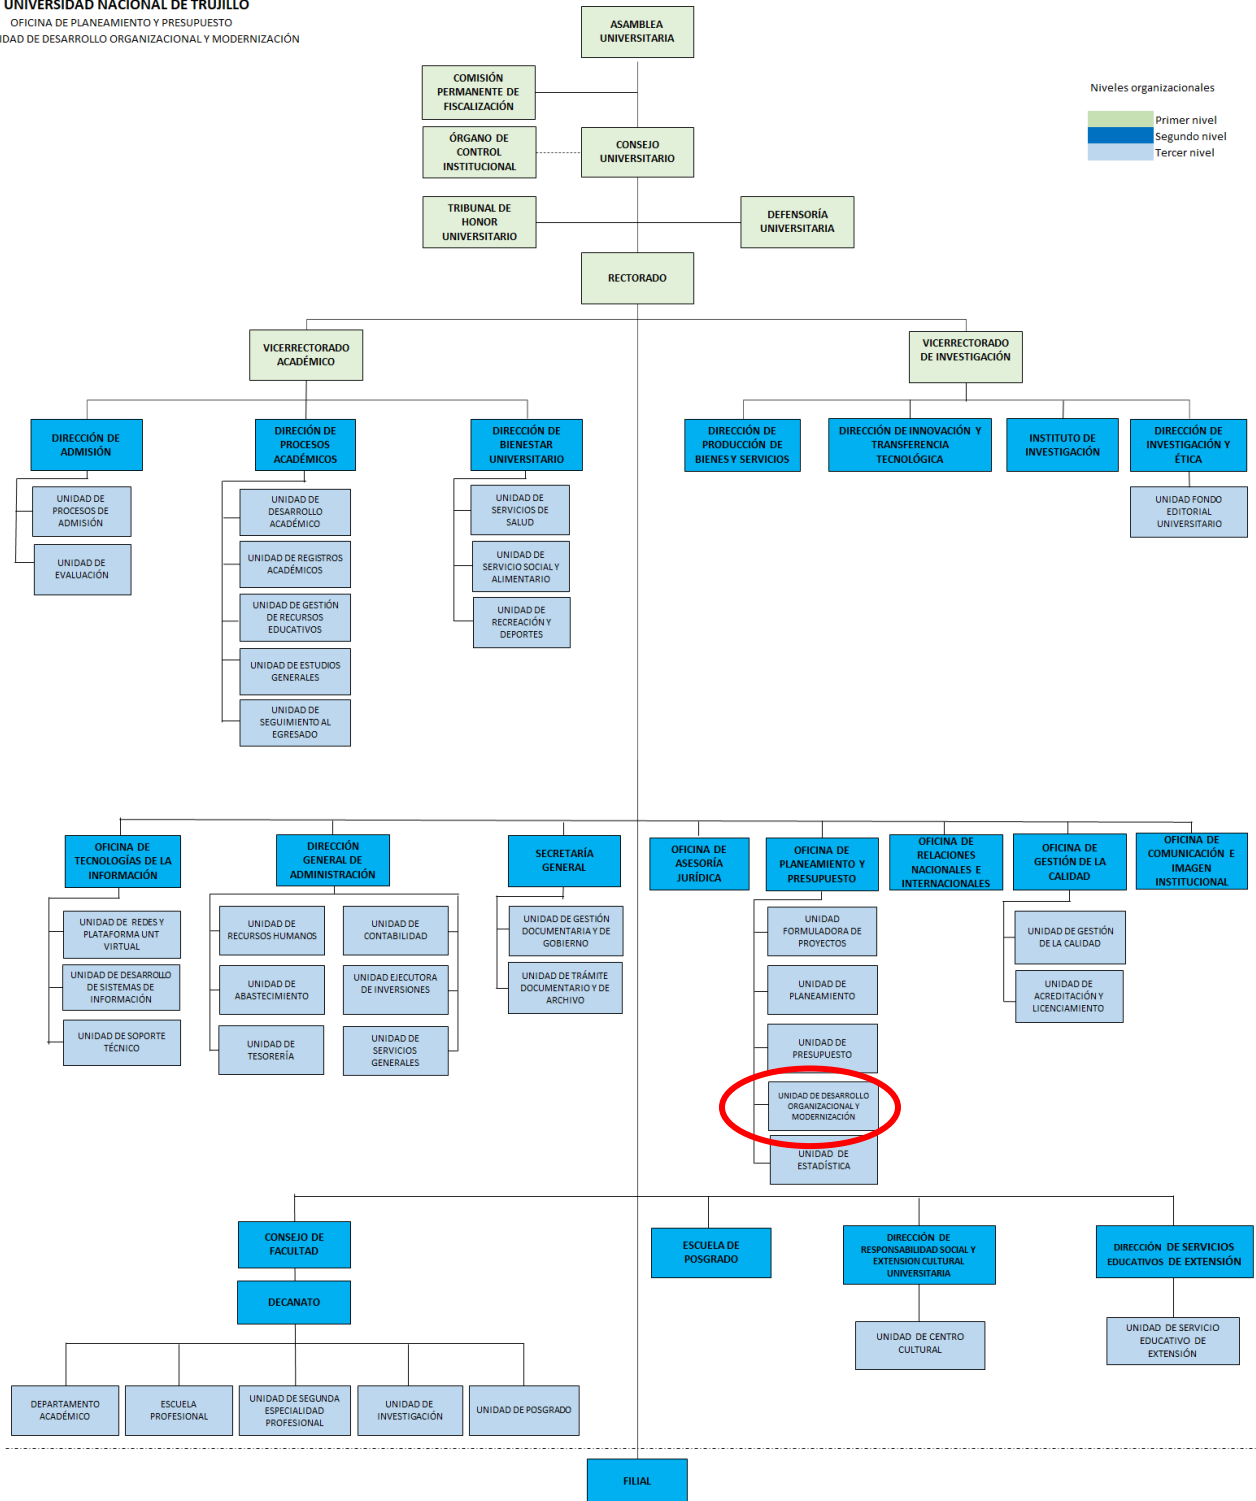 UNIVERSIDAD NACIONAL DE TRUJILLO
OFICINA DE PLANEAMIENTO Y PRESUPUESTO
IDAD DE DESARROLLO ORGANIZACIONAL Y MODERNIZACIÓN
ASAMBLEA
UNIVERSITARIA
COMISIÓN
PERMANENTE DE
FISCALIZACIÓN
Niveles organizacionales
Primer nivel
Segundo nivel
Tercer nivel
ÓRGANO DE
CONTROL
INSTITUCIONAL
CONSEJO
UNIVERSITARIO
TRIBUNAL DE
HONOR
UNIVERSITARIO
DEFENSORÍA
UNIVERSITARIA
RECTORADO
VICERRECTORADO
ACADÉMICO
VICERRECTORADO
DE INVESTIGACIÓN
DIRECCIÓN DE
ADMISIÓN
DIRECIÓN DE
PROCESOS
ACADÉMICOS
DIRECCIÓN DE
BIENESTAR
UNIVERSITARIO
DIRECCIÓN DE
PRODUCCIÓN DE
BIENES Y SERVICIOS
DIRECCIÓN DE INNOVACIÓN Y
TRANSFERENCIA
TECNOLÓGICA
INSTITUTO DE
INVESTIGACIÓN
DIRECCIÓN DE
INVESTIGACIÓN Y
ÉTICA
UNIDAD DE
PROCESOS DE
ADMISIÓN
UNIDAD DE
EVALUACIÓN
UNIDAD DE
DESARROLLO
ACADÉMICO
UNIDAD DE REGISTROS
ACADÉMICOS
UNIDAD DE GESTIÓN
DE RECURSOS
EDUCATIVOS
UNIDAD DE ESTUDIOS
GENERALES
UNIDAD DE
SEGUIMIENTO AL
EGRESADO
UNIDAD DE
SERVICIOS DE
SALUD
UNIDAD DE
SERVICIO SOCIAL Y
ALIMENTARIO
UNIDAD DE
RECREACIÓN Y
DEPORTES
UNIDAD FONDO
EDITORIAL
UNIVERSITARIO
OFICINA DE
TECNOLOGÍAS DE LA
INFORMACIÓN
DIRECCIÓN
GENERAL DE
ADMINISTRACIÓN
SECRETARÍA
GENERAL
OFICINA DE
ASESORÍA
JURÍDICA
OFICINA DE
PLANEAMIENTO Y
PRESUPUESTO
OFICINA DE
RELACIONES
NACIONALES E
INTERNACIONALES
OFICINA DE
GESTIÓN DE LA
CALIDAD
OFICINA DE
COMUNICACIÓN E
IMAGEN
INSTITUCIONAL
UNIDAD DE REDES Y
PLATAFORMA UNT
VIRTUAL
UNIDAD DE DESARROLLO
DE SISTEMAS DE
INFORMACIÓN
UNIDAD DE SOPORTE
TÉCNICO
UNIDAD DE
RECURSOS HUMANOS
UNIDAD DE
ABASTECIMIENTO
UNIDAD DE
TESORERÍA
UNIDAD DE
CONTABILIDAD
UNIDAD EJECUTORA
DE INVERSIONES
UNIDAD DE
SERVICIOS
GENERALES
UNIDAD DE GESTIÓN
DOCUMENTARIA Y DE
GOBIERNO
UNIDAD DE TRÁMITE
DOCUMENTARIO Y DE
ARCHIVO
UNIDAD
FORMULADORA DE
PROYECTOS
UNIDAD DE
PLANEAMIENTO
UNIDAD DE
PRESUPUESTO
UNIDAD DE DESARROLLO
ORGANIZACIONAL Y
MODERNIZACIÓN
UNIDAD DE
ESTADÍSTICA
UNIDAD DE GESTIÓN
DE LA CALIDAD
UNIDAD DE
ACREDITACIÓN Y
LICENCIAMIENTO
CONSEJO DE
FACULTAD
DECANATO
ESCUELA DE
POSGRADO
DIRECCIÓN DE
RESPONSABILIDAD SOCIAL Y
EXTENSION CULTURAL
UNIVERSITARIA
DIRECCIÓN DE SERVICIOS
EDUCATIVOS DE EXTENSIÓN
UNIDAD DE CENTRO
CULTURAL
UNIDAD DE SERVICIO
EDUCATIVO DE
EXTENSIÓN
DEPARTAMENTO
ACADÉMICO
ESCUELA
PROFESIONAL
UNIDAD DE SEGUNDA
ESPECIALIDAD
PROFESIONAL
UNIDAD DE
INVESTIGACIÓN
UNIDAD DE POSGRADO
FILIAL